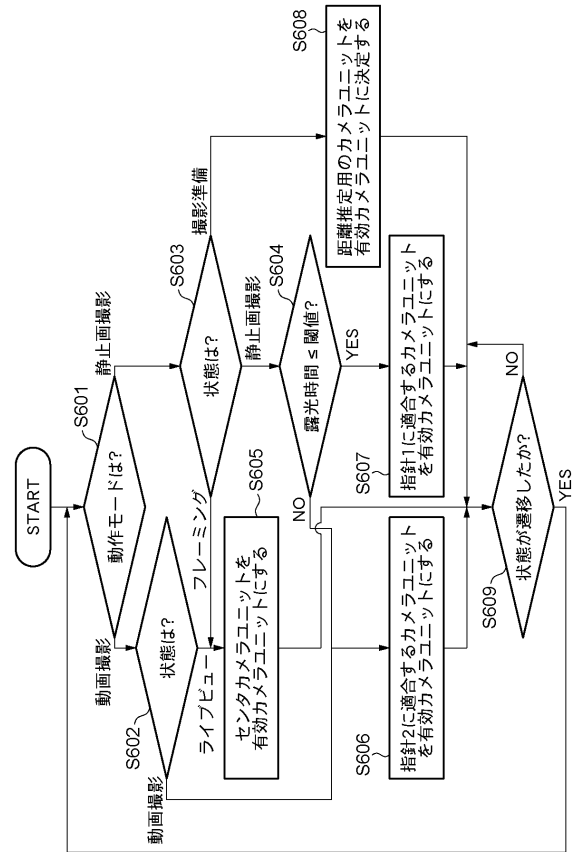 START
S601
動作モードは?
動画撮影
静止画撮影
S602
状態は?
動画撮影
ライブビュー
S603
状態は?
フレーミング
静止画撮影
撮影準備
S604
露光時間 ≤ 閾値?
NO
YES
S605
センタカメラユニットを
有効カメラユニットにする
S606
指針2に適合するカメラユニット
を有効カメラユニットにする
S607
指針1に適合するカメラユニット
を有効カメラユニットにする
S608
距離推定用のカメラユニットを
有効カメラユニットに決定する
S609
状態が遷移したか?
NO
YES